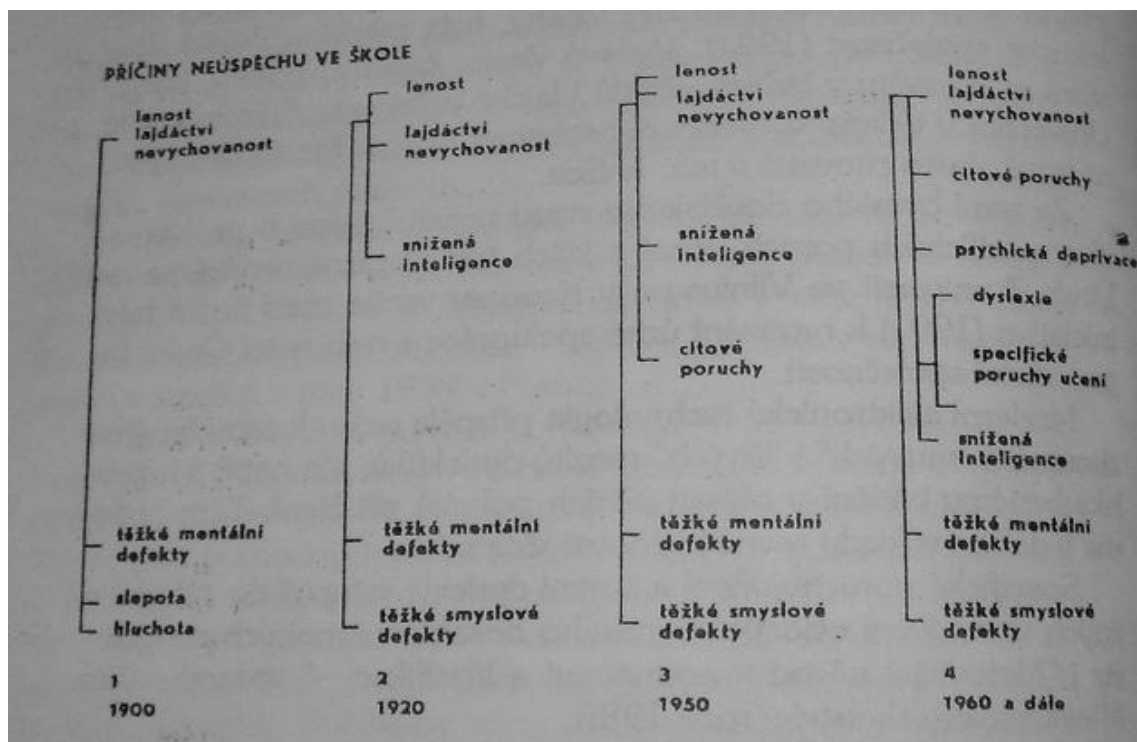 PŘÍČINY NEÚSPĚCHU VE ŠKOLE
lenost
lajdáctví
nevychovanost
těžké mentální
defekty
slepota
hluchota
1
1900
lenost
lajdáctví
nevychovanost
snížená
inteligence
těžké mentální
defekty
těžké smyslové
defekty
2
1920
lenost
lajdáctví
nevychovanost
snížená
inteligence
citové
poruchy
těžké mentální
defekty
těžké smyslové
defekty
3
1950
lenost
lajdáctví
nevychovanost
citové poruchy
psychická deprivace
dyslexie
specifické
poruchy učení
snížená
inteligence
těžké mentální
defekty
těžké smyslové
defekty
4
1960 a dále